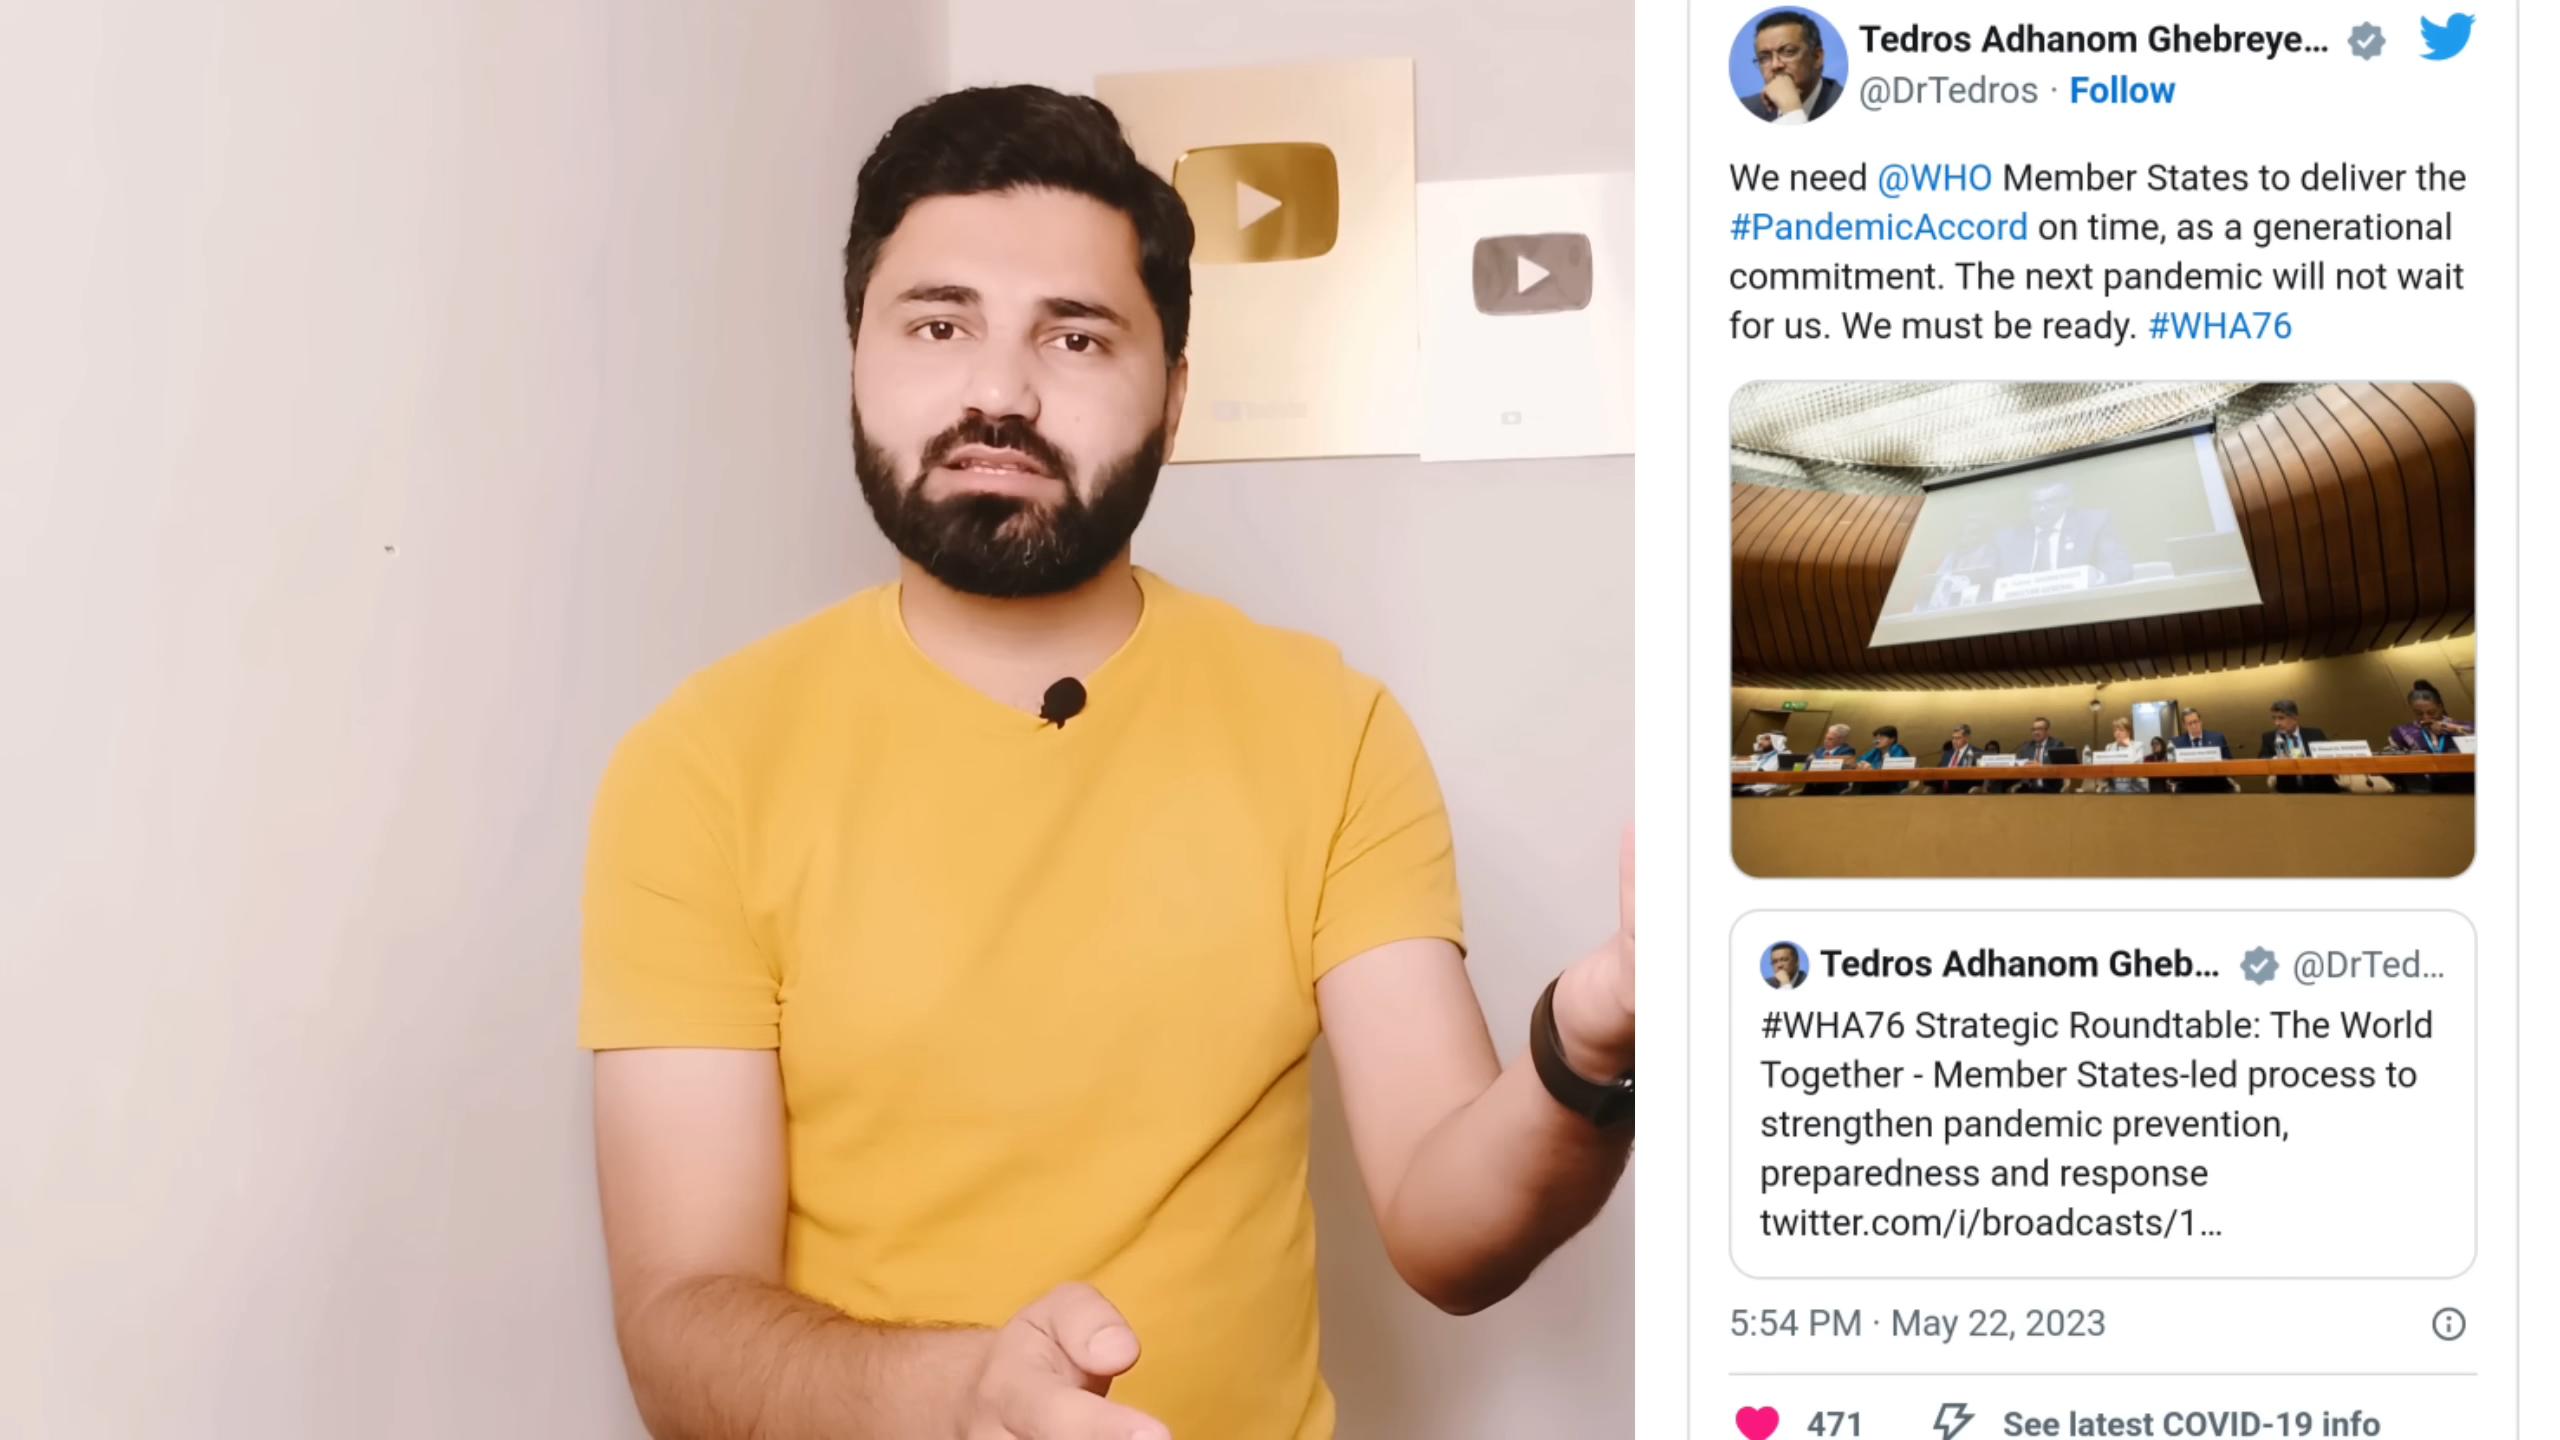 Tedros Adhanom Ghebreye...
@DrTedros · Follow
We need @WHO Member States to deliver the
#PandemicAccord on time, as a generational
commitment. The next pandemic will not wait
for us. We must be ready. #WHA76
Tedros Adhanom Gheb... @DrTed...
#WHA76 Strategic Roundtable: The World
Together - Member States-led process to
strengthen pandemic prevention,
preparedness and response
twitter.com/i/broadcasts/1...
5:54 PM · May 22, 2023
471 See latest COVID-19 info